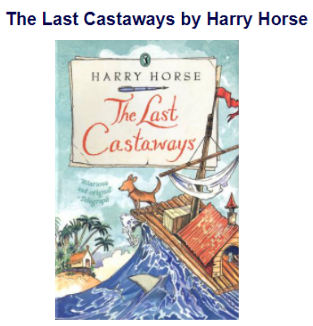 The Last Castaways by Harry Horse
HARRY HORSE
The Last
Castaways
'Hilarious
and original'
- Telegraph